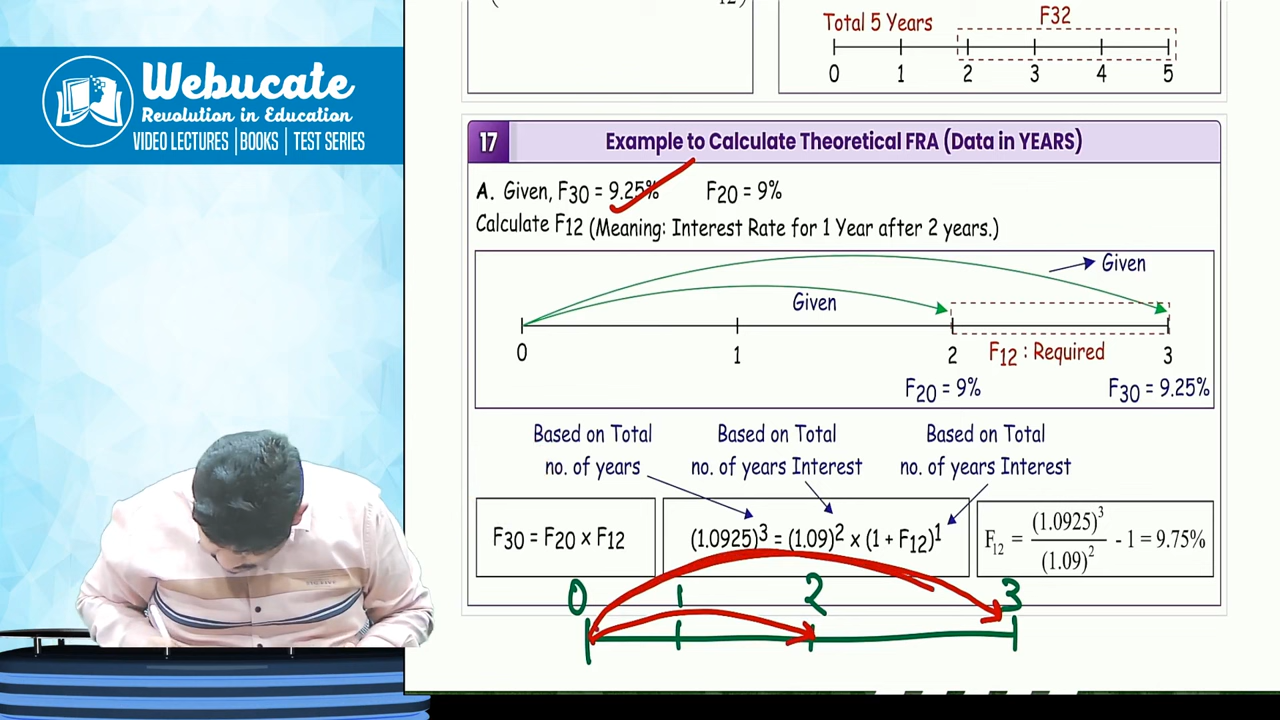 Webucate
Revolution in Education
VIDEO LECTURES | BOOKS | TEST SERIES
12)
Total 5 Years
F32
0 1 2 3 4 5
17 Example to Calculate Theoretical FRA (Data in YEARS)
A. Given, F30 = 9.25% F20 = 9%
Calculate F12 (Meaning: Interest Rate for 1 Year after 2 years.)
Given
Given
0 1 2 F12 : Required 3
F20 = 9% F30 = 9.25%
Based on Total
no. of years
Based on Total
no. of years Interest
Based on Total
no. of years Interest
F30 = F20 x F12
(1.0925)³ = (1.09)² x (1 + F12)¹
F12 = (1.0925)³ / (1.09)² - 1 = 9.75%
0 1 2 3